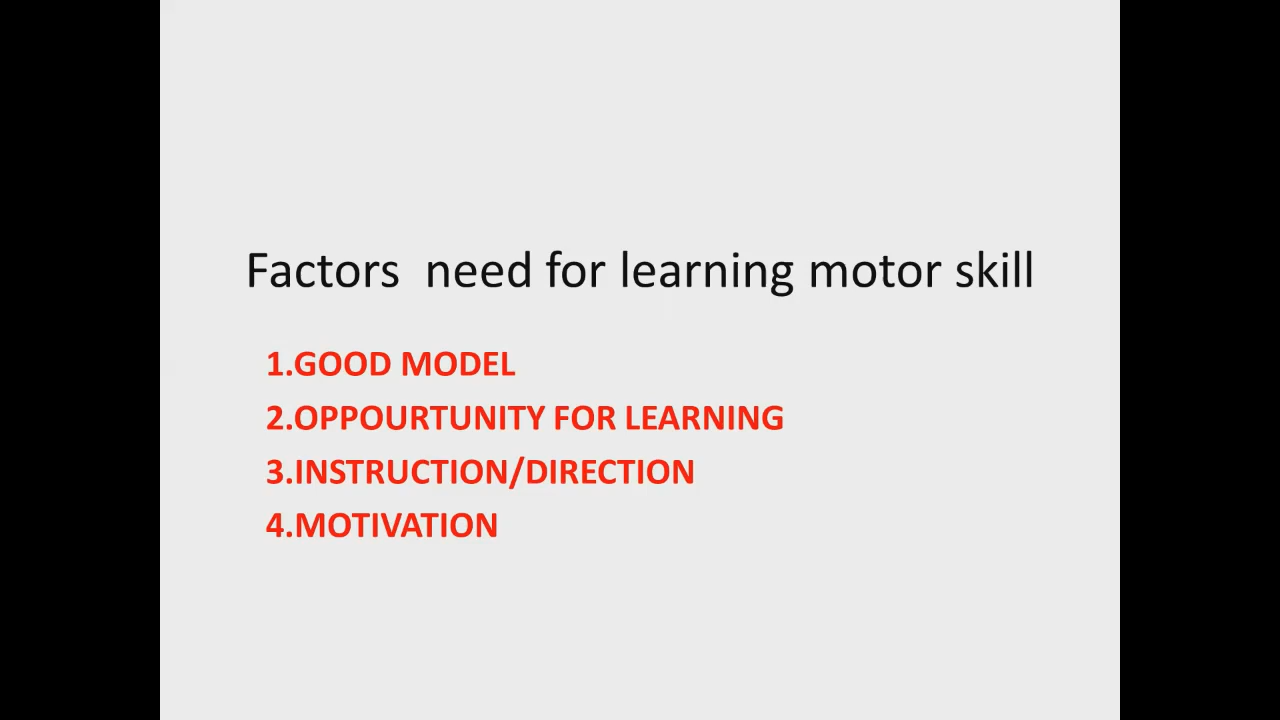 Factors  need for learning motor skill
1.GOOD MODEL
2.OPPOURTUNITY FOR LEARNING
3.INSTRUCTION/DIRECTION
4.MOTIVATION